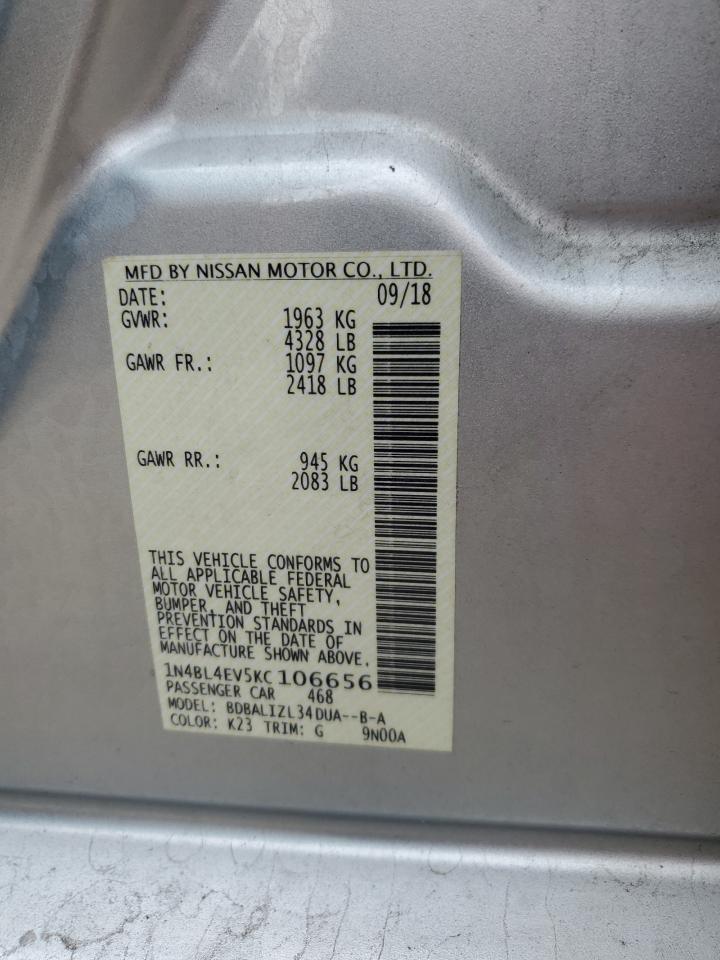 MFD BY NISSAN MOTOR CO., LTD.
DATE: 09/18
GVWR: 1963 KG
4328 LB
GAWR FR.: 1097 KG
2418 LB
GAWR RR.: 945 KG
2083 LB
THIS VEHICLE CONFORMS TO
ALL APPLICABLE FEDERAL
MOTOR VEHICLE SAFETY,
BUMPER, AND THEFT
PREVENTION STANDARDS IN
EFFECT ON THE DATE OF
MANUFACTURE SHOWN ABOVE.
1N4BL4EV5KC106656
PASSENGER CAR 468
MODEL: BDBALIZL34DUA--B-A
COLOR: K23 TRIM: G 9N00A